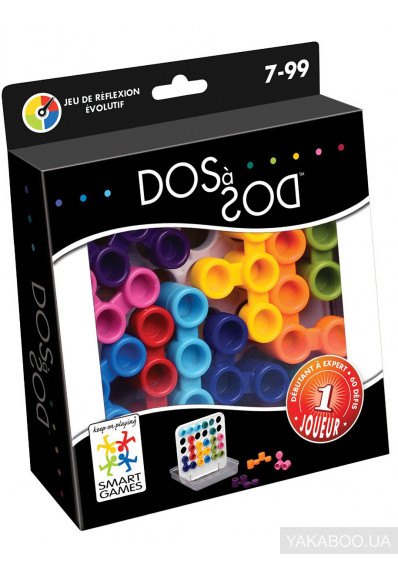 7-99
JEU DE RÉFLEXION
ÉVOLUTIF
DOS à
DOS™
DOS à
DOS
DÉBUTANT À EXPERT • 60 DÉFIS
1
JOUEUR
keep on playing
SMART
GAMES
YAKABOO.UA